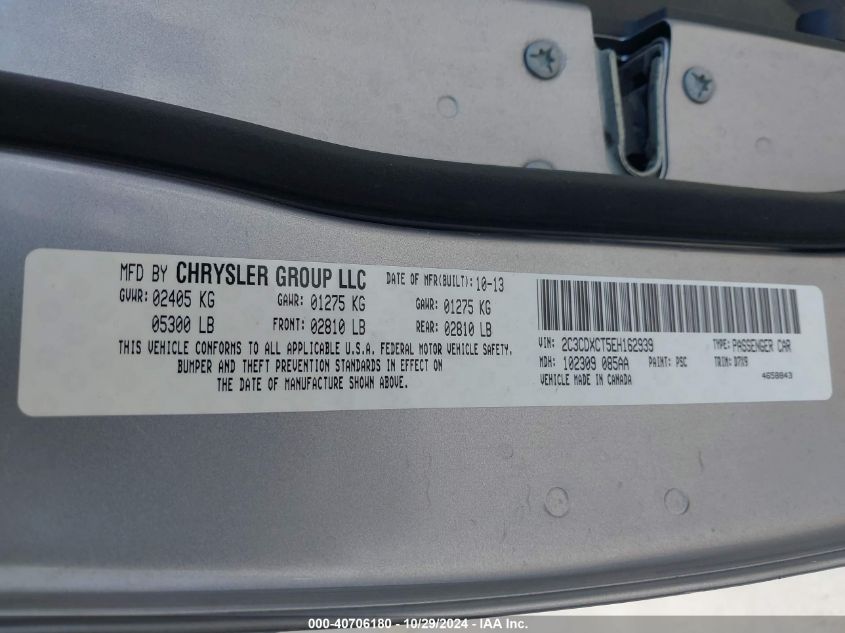 MFD BY CHRYSLER GROUP LLC DATE OF MFR(BUILT): 10-13
GVWR: 02405 KG GAWR: 01275 KG GAWR: 01275 KG
05300 LB FRONT: 02810 LB REAR: 02810 LB
THIS VEHICLE CONFORMS TO ALL APPLICABLE U.S.A. FEDERAL MOTOR VEHICLE SAFETY,
BUMPER AND THEFT PREVENTION STANDARDS IN EFFECT ON
THE DATE OF MANUFACTURE SHOWN ABOVE.
VIN: 2C3CDXCT5EH162939 TYPE: PASSENGER CAR
MDH: 102309 085AA PAINT: PSC TRIM: D7X9
VEHICLE MADE IN CANADA 4658843
000-40706180 - 10/29/2024 - IAA Inc.